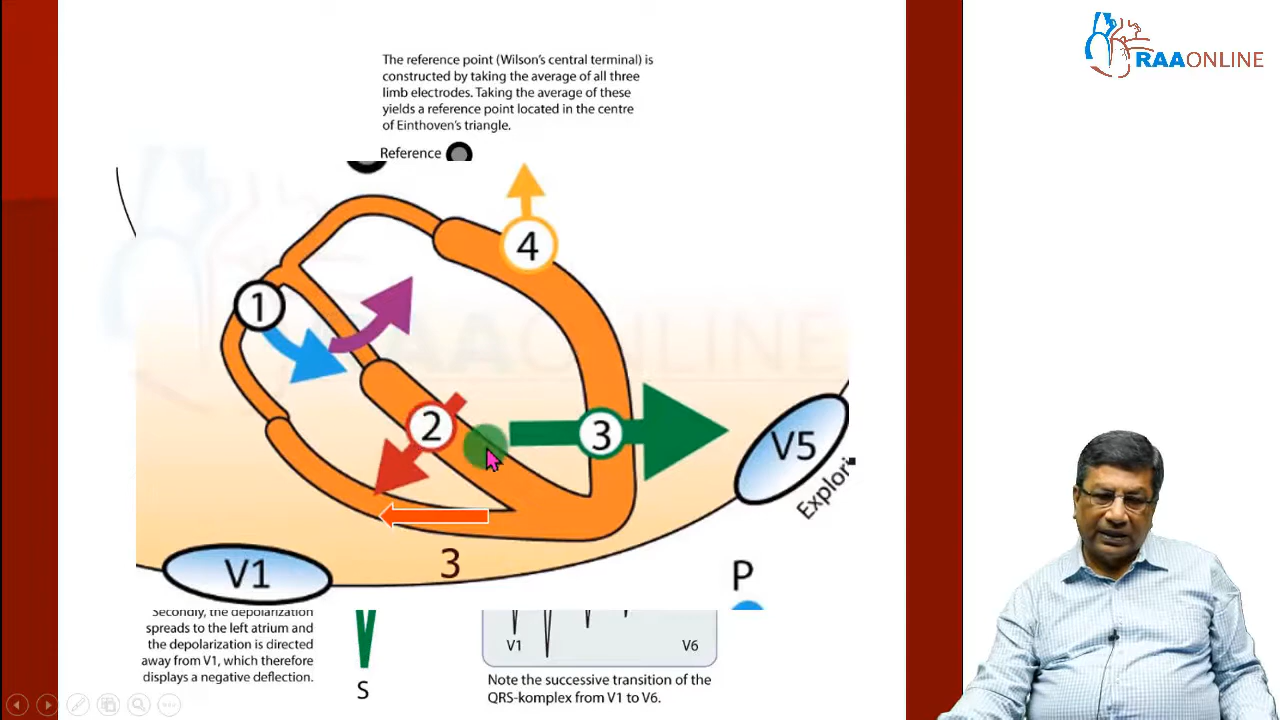 RAAONLINE
The reference point (Wilson's central terminal) is
constructed by taking the average of all three
limb electrodes. Taking the average of these
yields a reference point located in the centre
of Einthoven's triangle.
Reference
4
1
RAAONLINE
2
3
V5
Explori
3
V1
P
Secondly, the depolarization
spreads to the left atrium and
the depolarization is directed
away from V1, which therefore
displays a negative deflection.
S
V1
V6
Note the successive transition of the
QRS-komplex from V1 to V6.